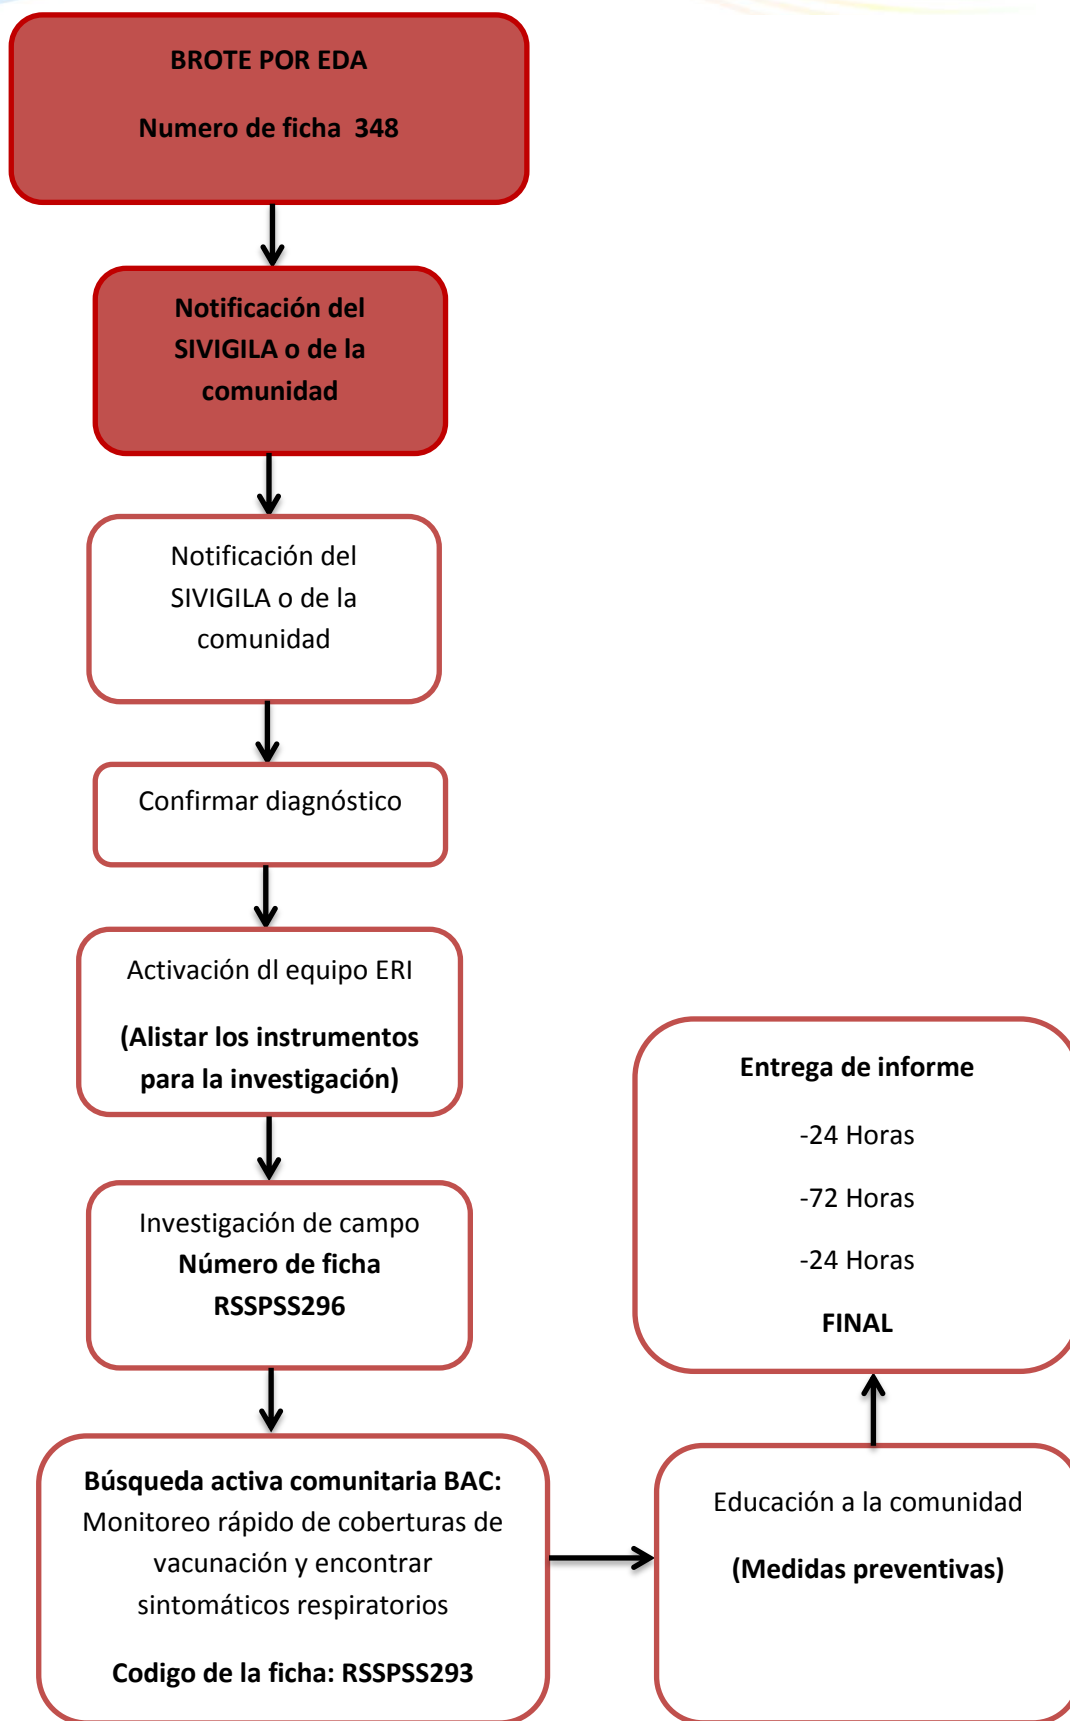 BROTE POR EDA
Numero de ficha  348
Notificación del
SIVIGILA o de la
comunidad
Notificación del
SIVIGILA o de la
comunidad
Confirmar diagnóstico
Activación dl equipo ERI
(Alistar los instrumentos
para la investigación)
Investigación de campo
Número de ficha
RSSPSS296
Búsqueda activa comunitaria BAC:
Monitoreo rápido de coberturas de
vacunación y encontrar
sintomáticos respiratorios
Codigo de la ficha: RSSPSS293
Educación a la comunidad
(Medidas preventivas)
Entrega de informe
-24 Horas
-72 Horas
-24 Horas
FINAL